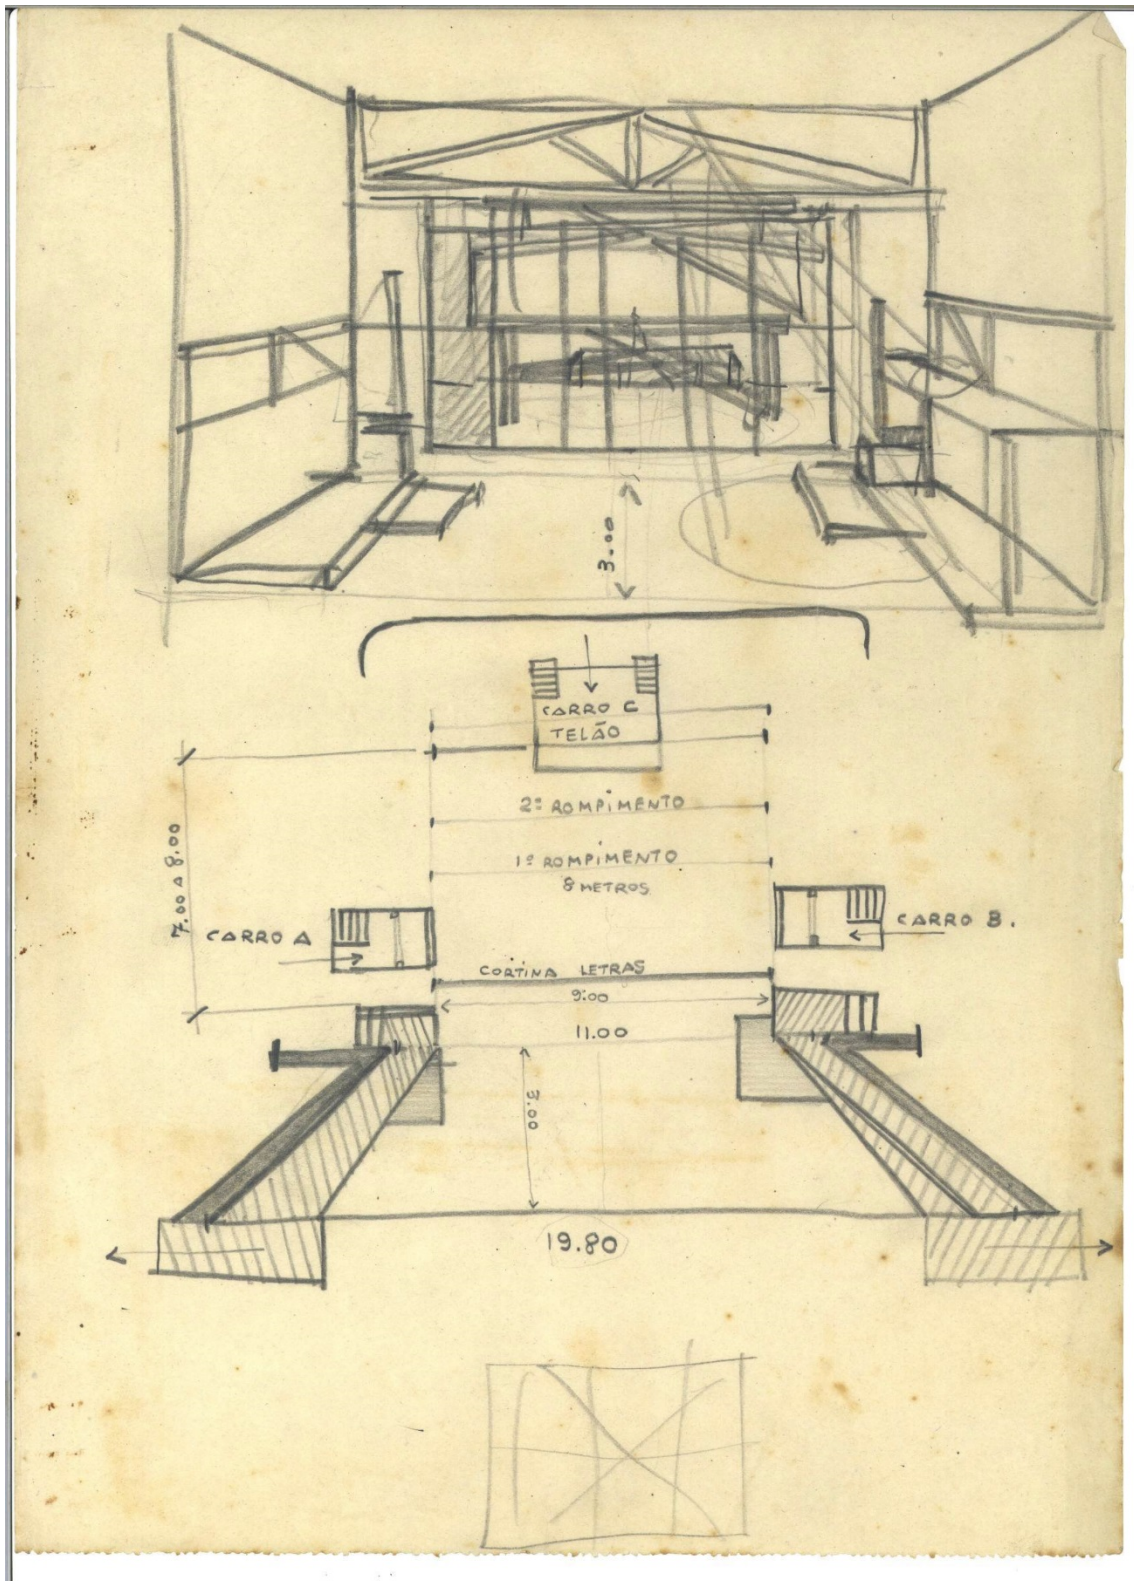 3.00
CARRO C
TELÃO
2º ROMPIMENTO
1º ROMPIMENTO
8 METROS
7.00 A 8.00
CARRO A
CARRO B.
CORTINA LETRAS
9.00
11.00
3.00
19.80